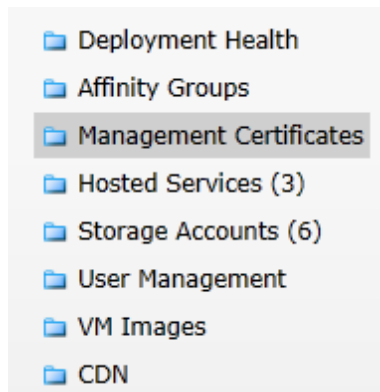 Deployment Health
Affinity Groups
Management Certificates
Hosted Services (3)
Storage Accounts (6)
User Management
VM Images
CDN